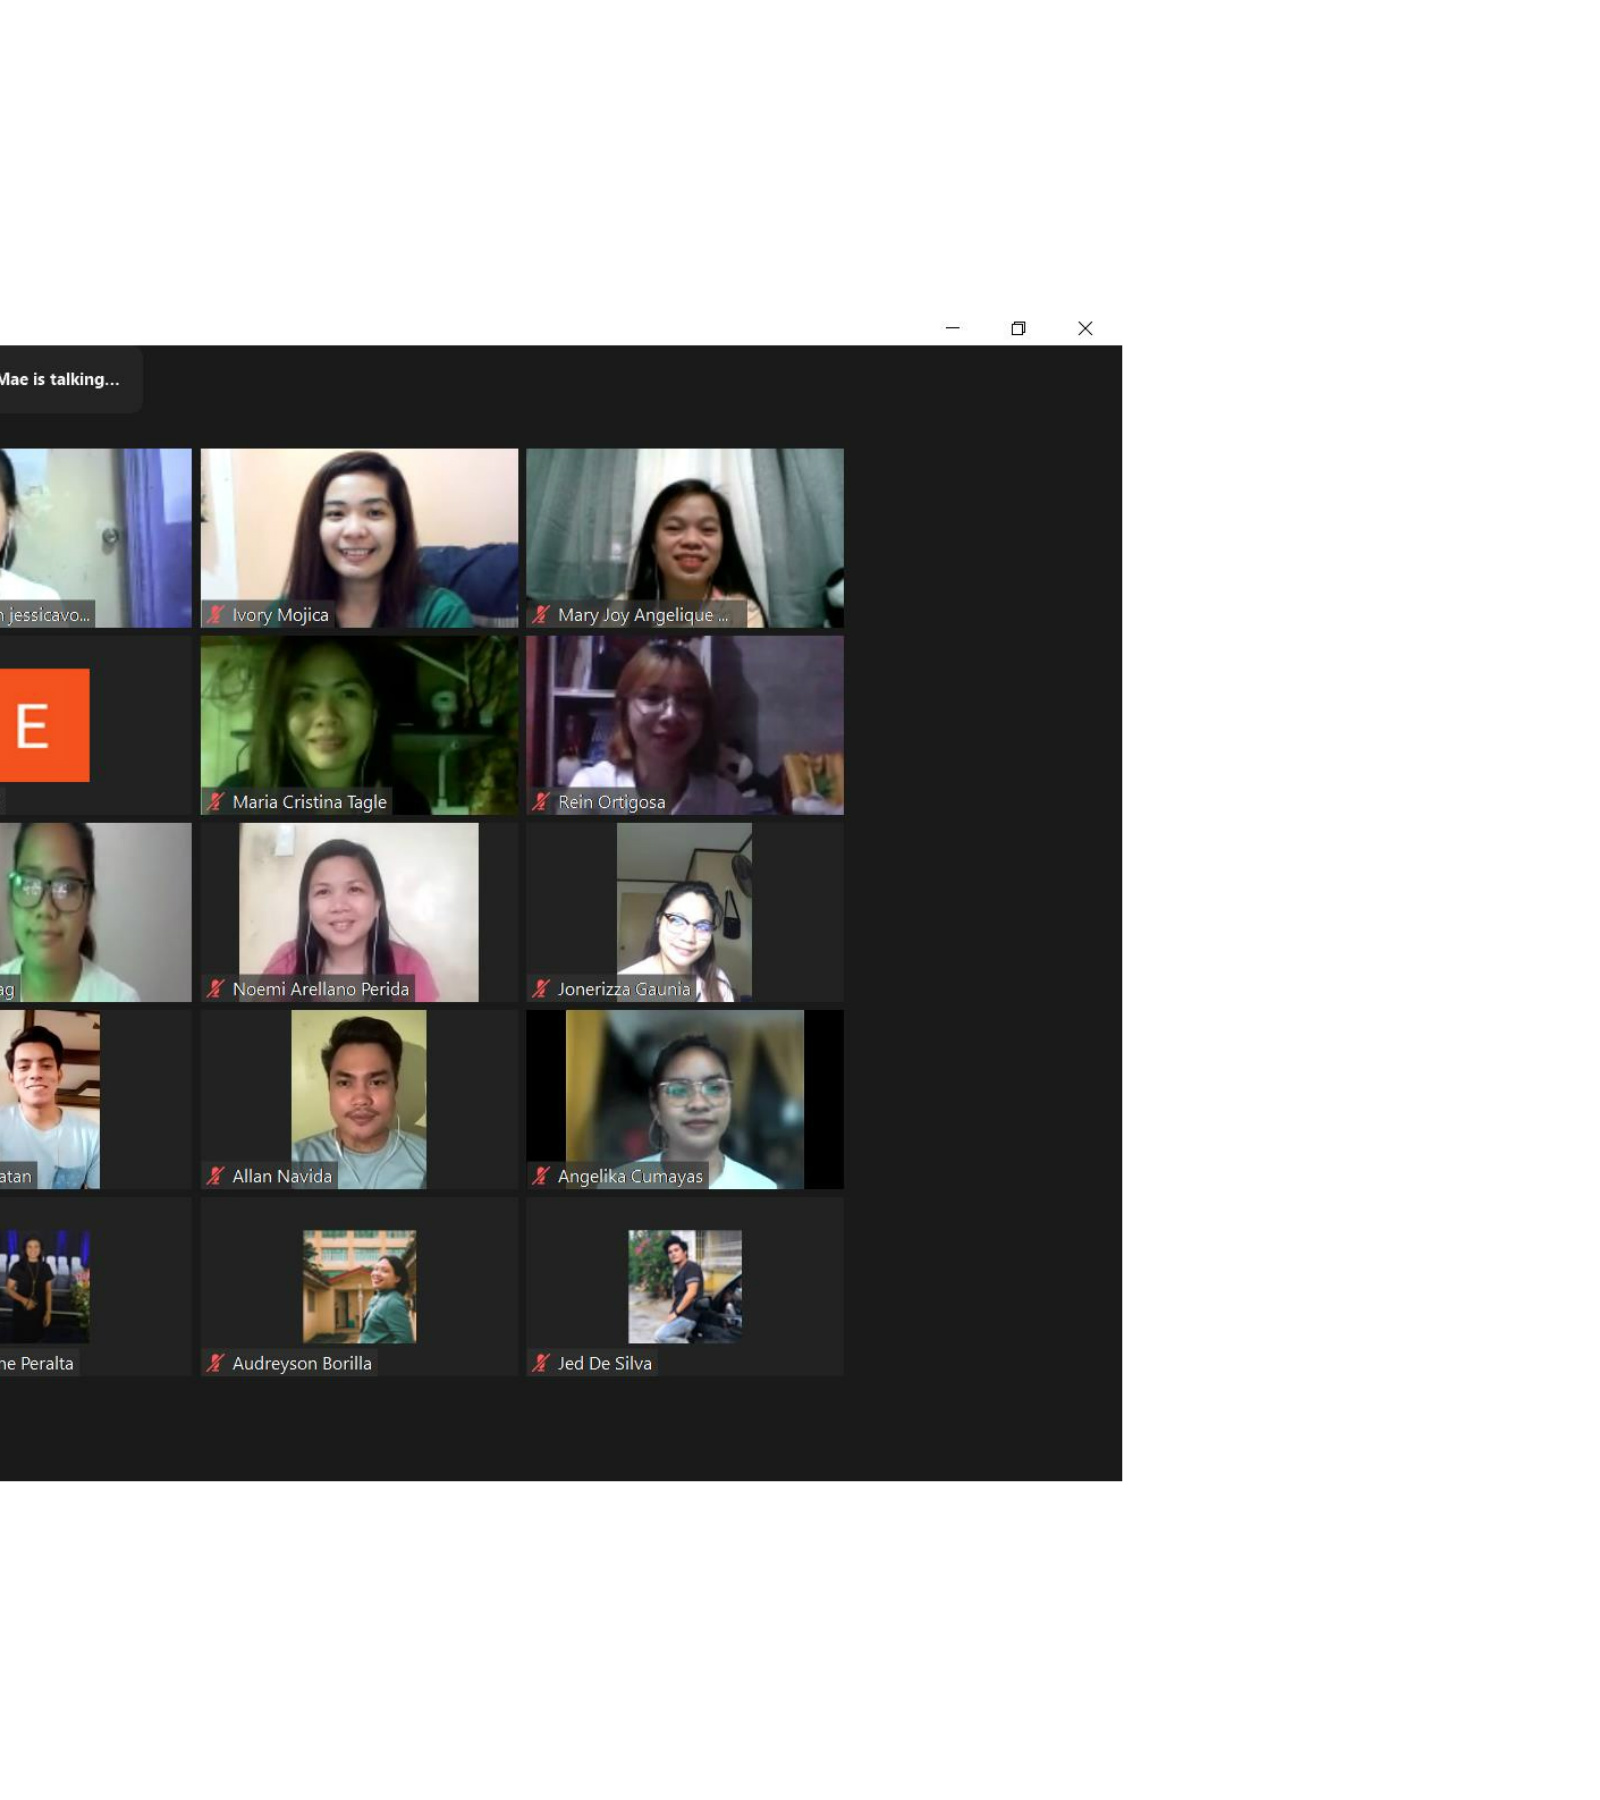 Mae is talking...
n jessicavo...
Ivory Mojica
Mary Joy Angelique ...
E
Maria Cristina Tagle
Rein Ortigosa
ag
Noemi Arellano Perida
Jonerizza Gaunia
atan
Allan Navida
Angelika Cumayas
ne Peralta
Audreyson Borilla
Jed De Silva